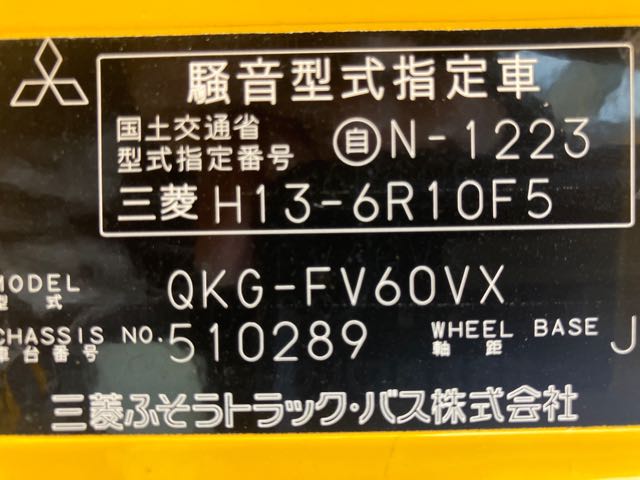 騒音型式指定車
国土交通省
型式指定番号 自N-1223
三菱 H13-6R10F5
MODEL QKG-FV60VX
型式
CHASSIS NO. 510289 WHEEL BASE J
車台番号 軸距
三菱ふそうトラック・バス株式会社